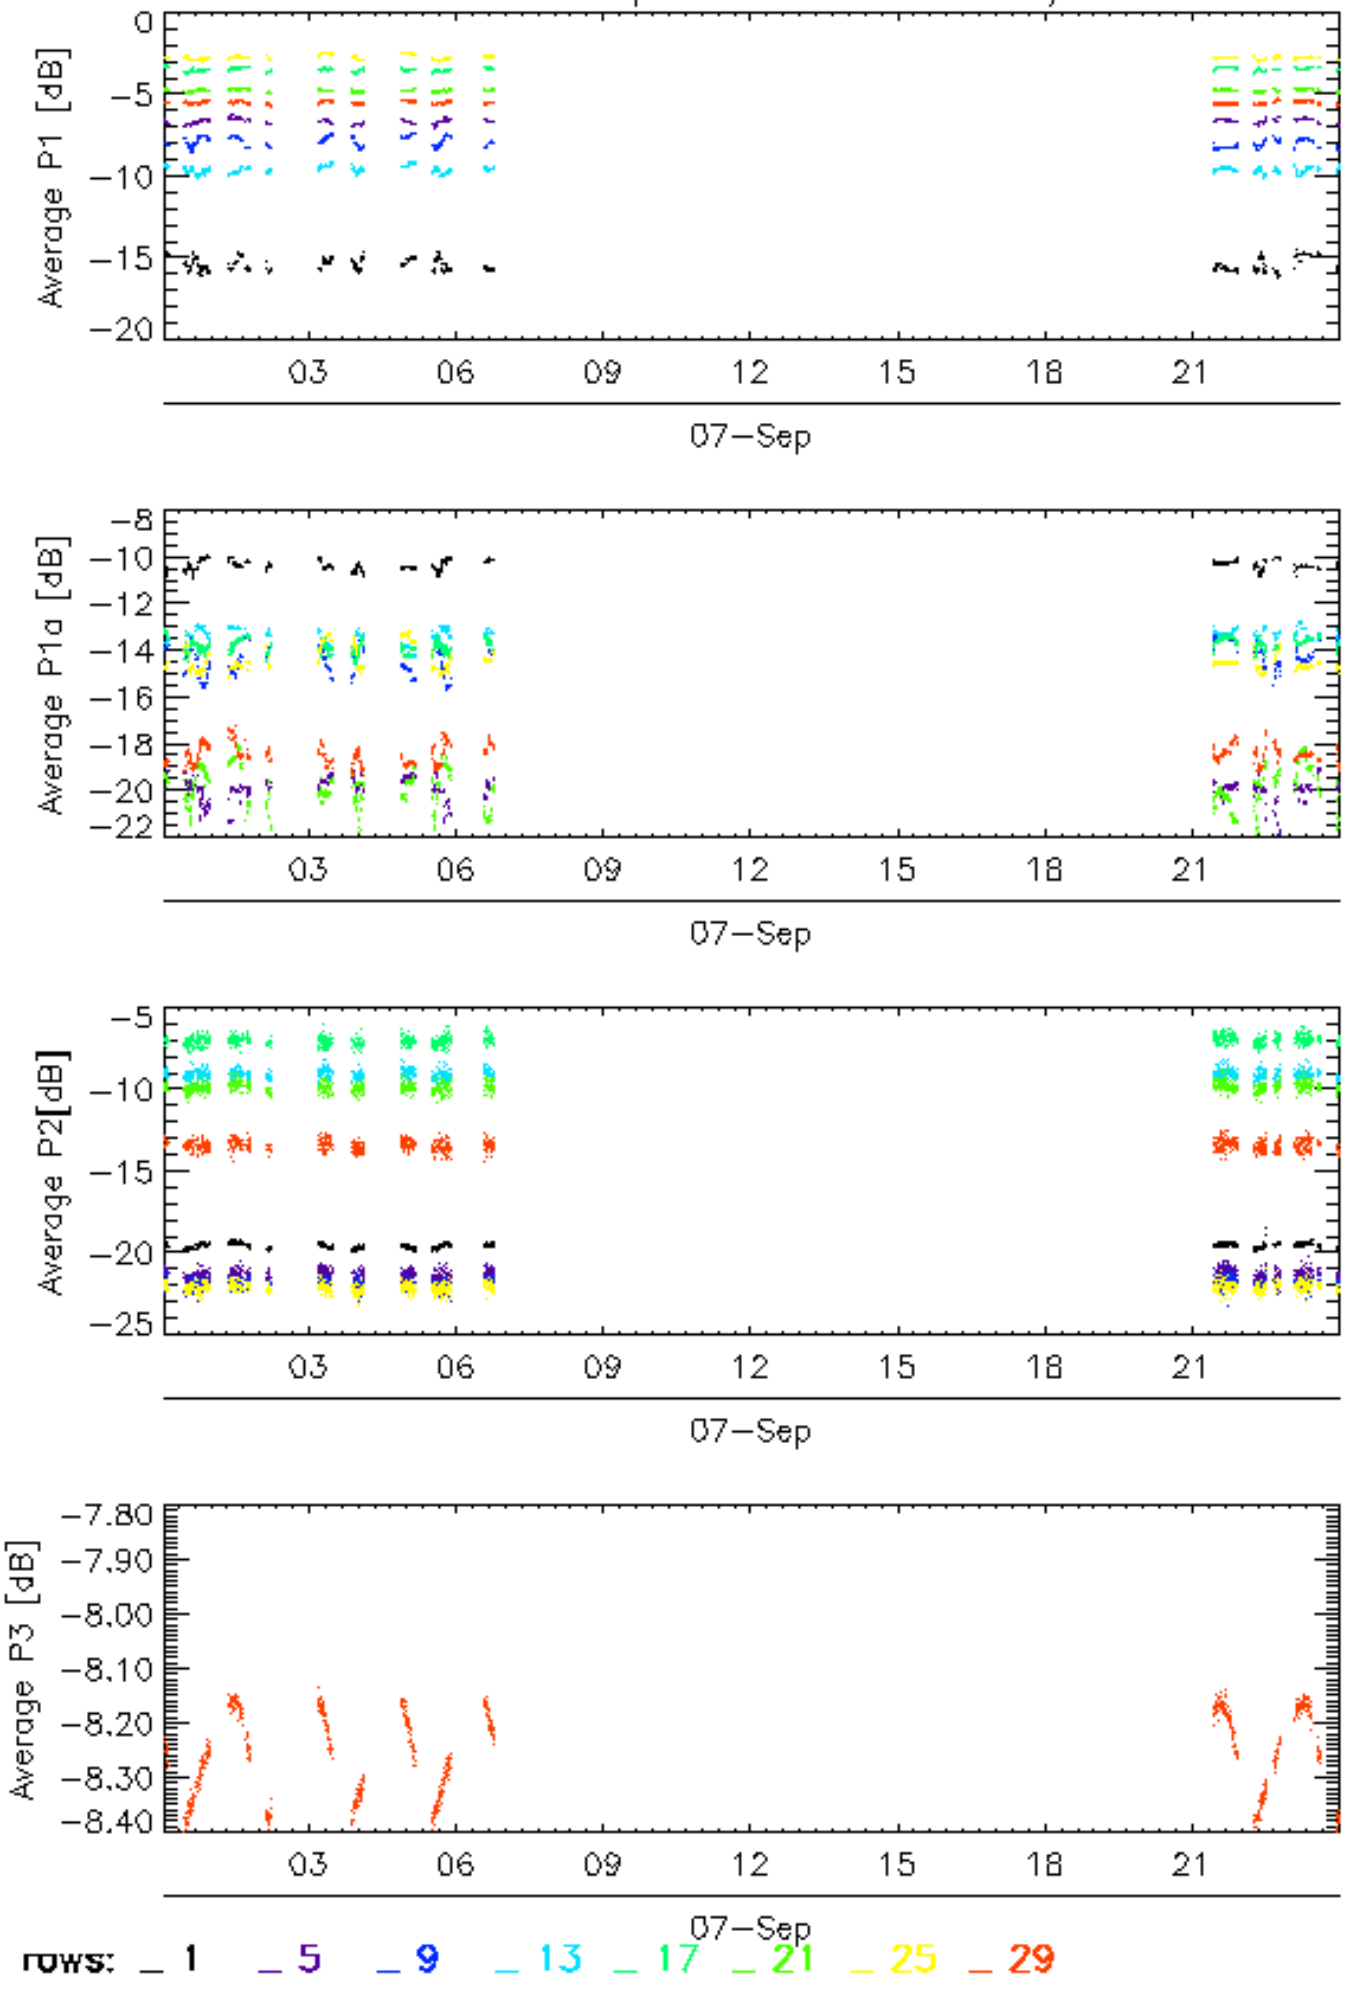 Average P1 [dB]
0
−5
−10
−15
−20
03 06 09 12 15 18 21
07−Sep
Average P1a [dB]
−8
−10
−12
−14
−16
−18
−20
−22
03 06 09 12 15 18 21
07−Sep
Average P2[dB]
−5
−10
−15
−20
−25
03 06 09 12 15 18 21
07−Sep
Average P3 [dB]
−7.80
−7.90
−8.00
−8.10
−8.20
−8.30
−8.40
03 06 09 12 15 18 21
07−Sep
rows: _ 1 _ 5 _ 9 _ 13 _ 17 _ 21 _ 25 _ 29